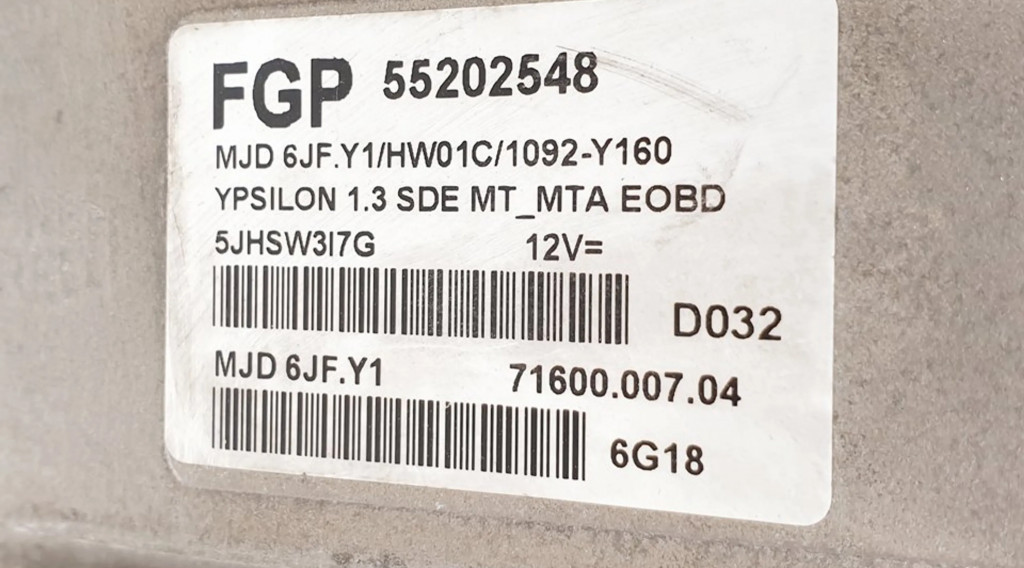 FGP 55202548
MJD 6JF.Y1/HW01C/1092-Y160
YPSILON 1.3 SDE MT_MTA EOBD
5JHSW3I7G 12V=
D032
MJD 6JF.Y1 71600.007.04
6G18